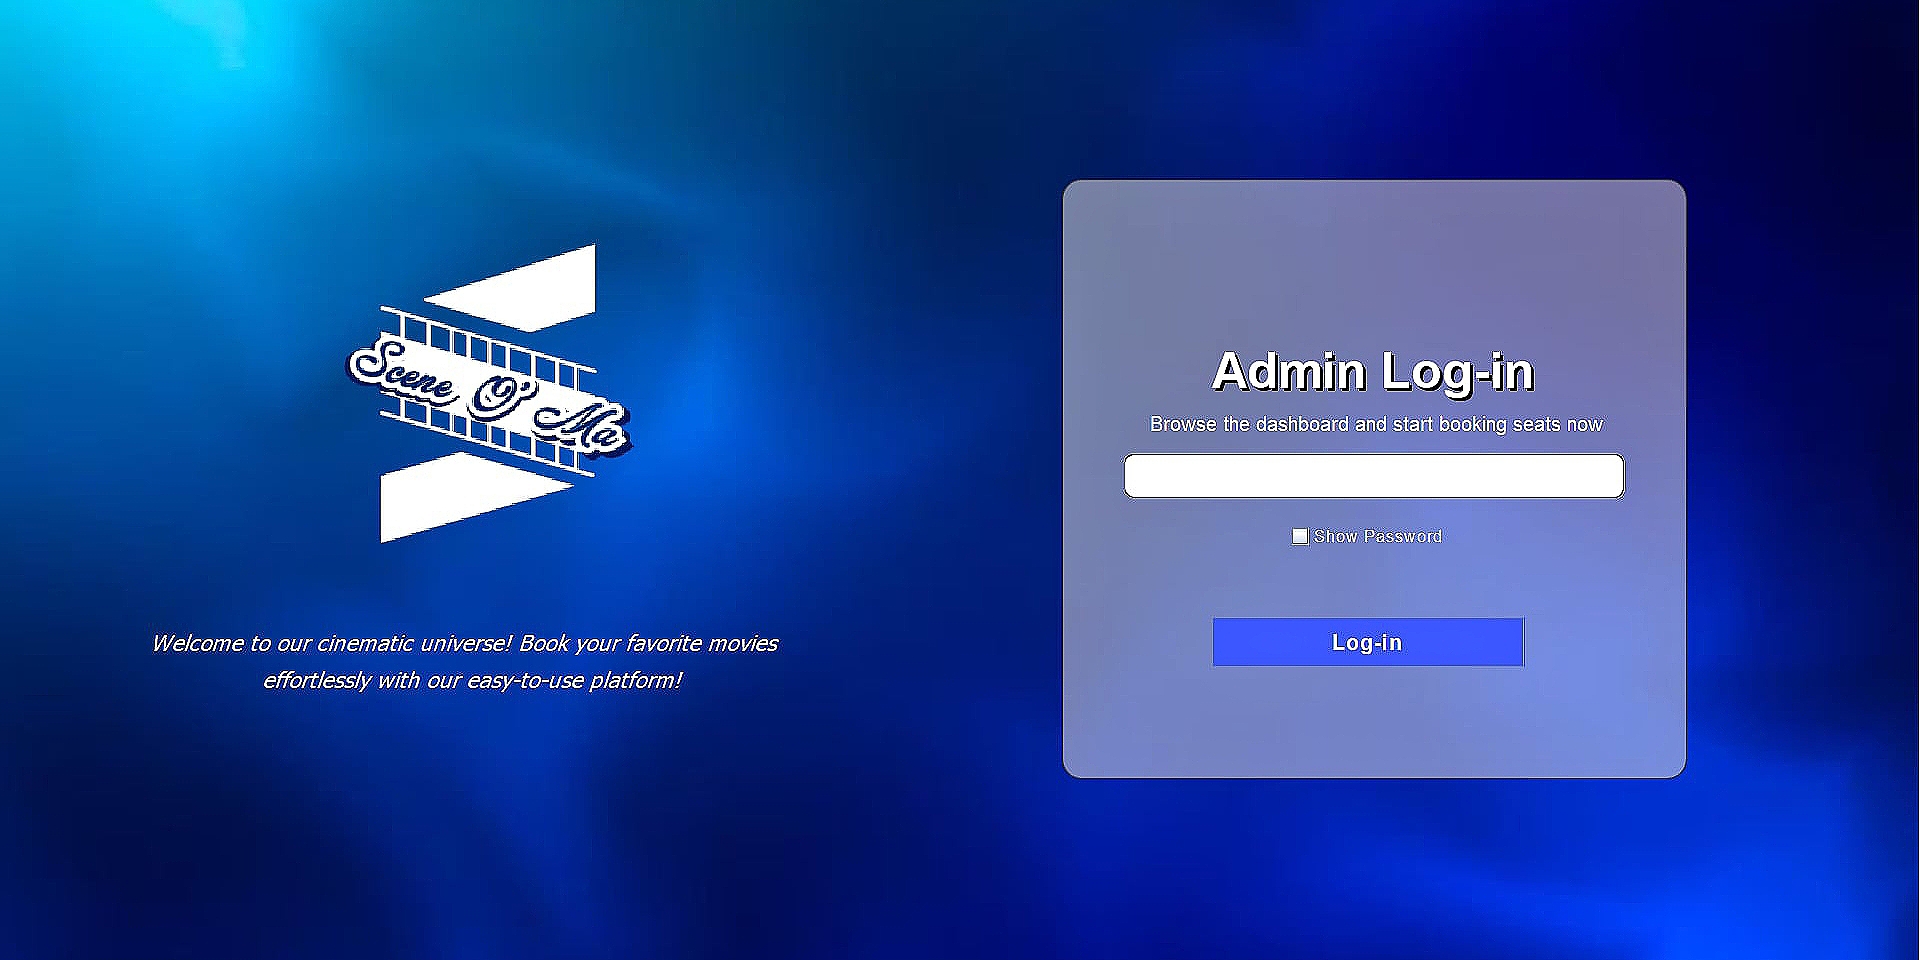 Scene O' Ma
Welcome to our cinematic universe! Book your favorite movies
effortlessly with our easy-to-use platform!
Admin Log-in
Browse the dashboard and start booking seats now
Show Password
Log-in